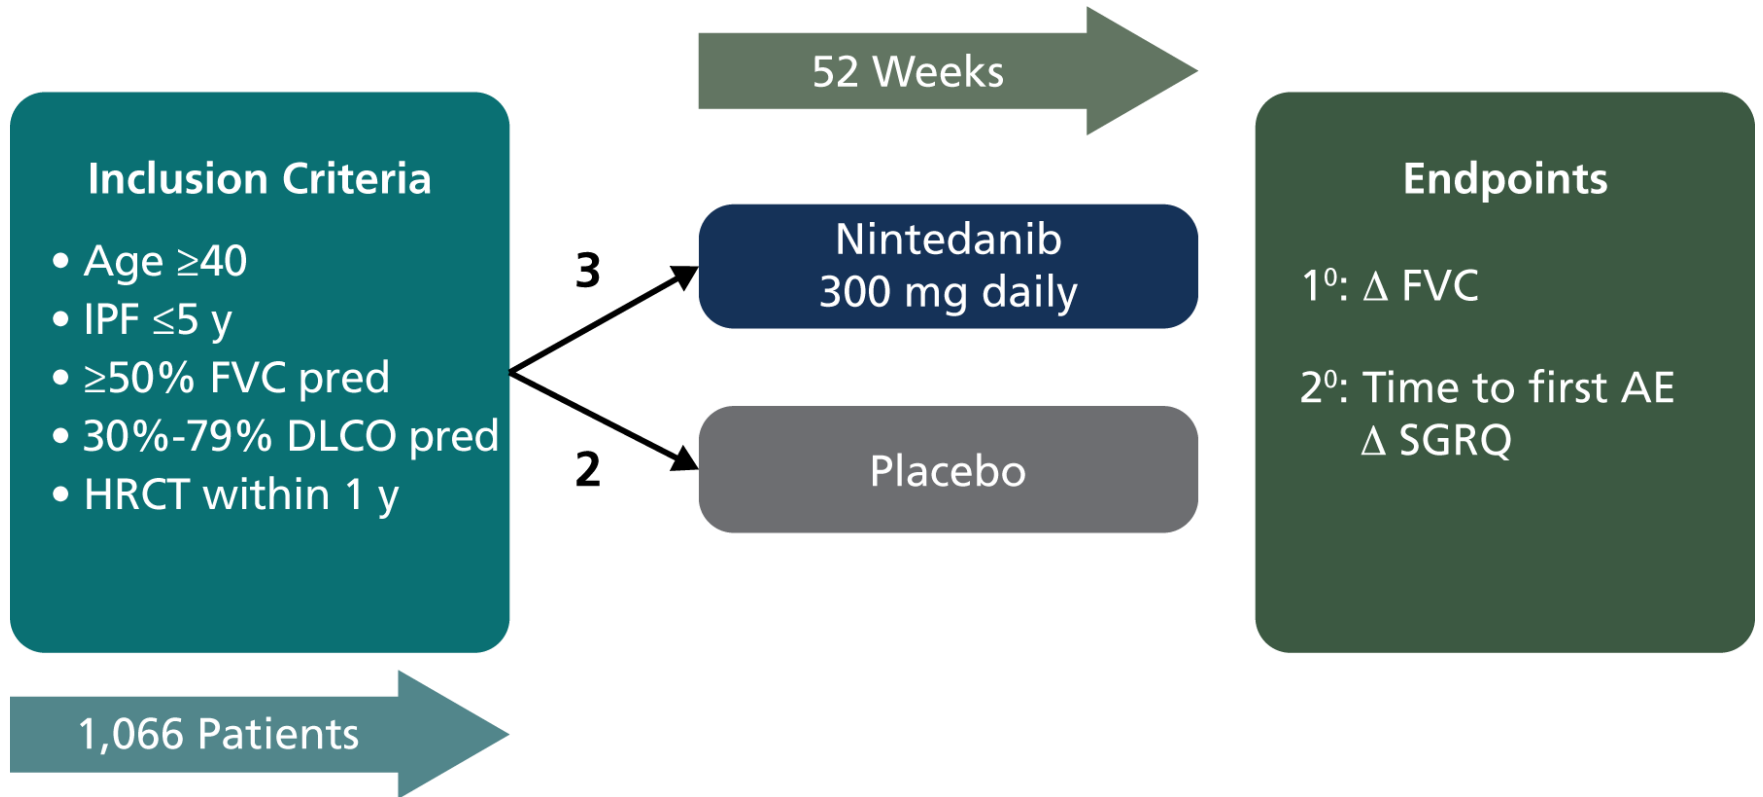 52 Weeks
Inclusion Criteria
• Age ≥40
• IPF ≤5 y
• ≥50% FVC pred
• 30%-79% DLCO pred
• HRCT within 1 y
1,066 Patients
3
2
Nintedanib
300 mg daily
Placebo
Endpoints
1⁰: Δ FVC
2⁰: Time to first AE
Δ SGRQ